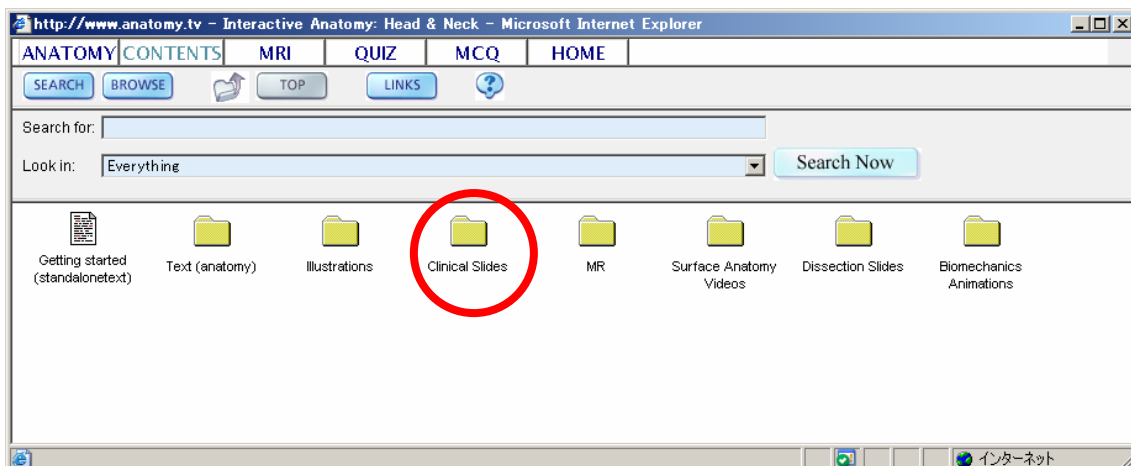 http://www.anatomy.tv - Interactive Anatomy: Head & Neck - Microsoft Internet Explorer
ANATOMY CONTENTS MRI QUIZ MCQ HOME
SEARCH BROWSE TOP LINKS ?
Search for:
Look in: Everything Search Now
Getting started
(standalonetext)
Text (anatomy)
Illustrations
Clinical Slides
MR
Surface Anatomy
Videos
Dissection Slides
Biomechanics
Animations
インターネット